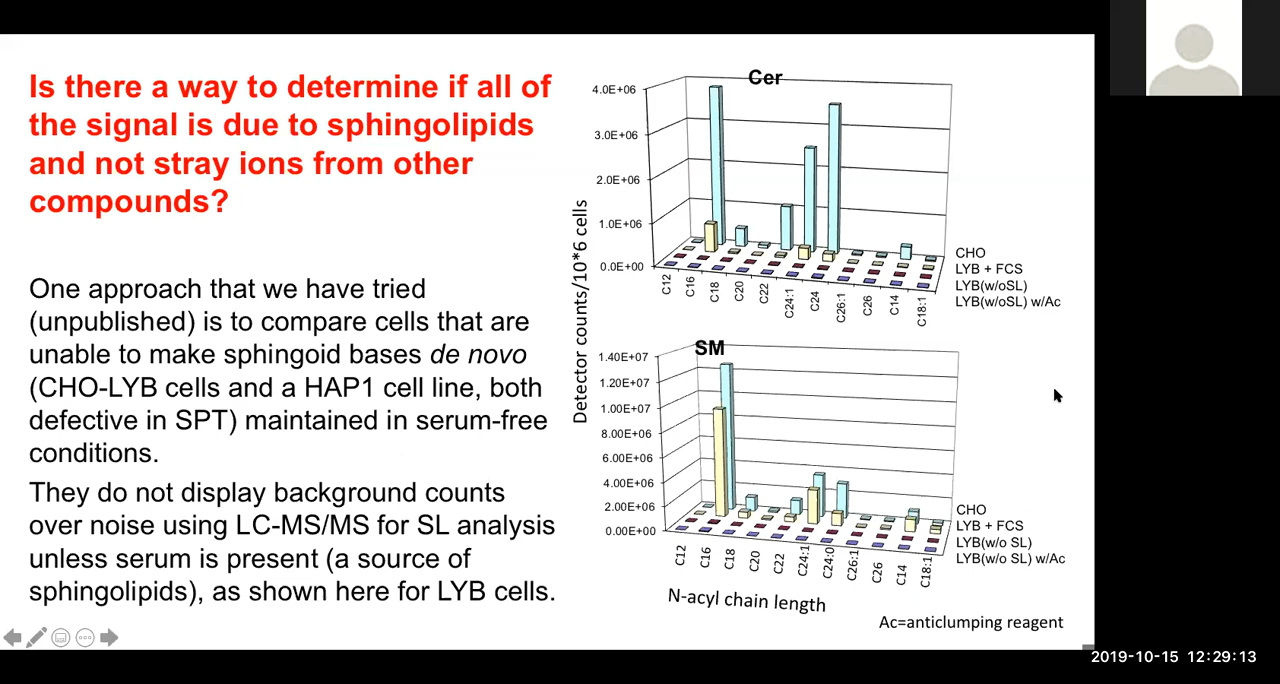 Is there a way to determine if all of
the signal is due to sphingolipids
and not stray ions from other
compounds?
One approach that we have tried
(unpublished) is to compare cells that are
unable to make sphingoid bases de novo
(CHO-LYB cells and a HAP1 cell line, both
defective in SPT) maintained in serum-free
conditions.
They do not display background counts
over noise using LC-MS/MS for SL analysis
unless serum is present (a source of
sphingolipids), as shown here for LYB cells.
Detector counts/10*6 cells
Cer
4.0E+06
3.0E+06
2.0E+06
1.0E+06
0.0E+00
C12
C16
C18
C20
C22
C24:1
C24
C26:1
C26
C14
C18:1
CHO
LYB + FCS
LYB(w/oSL)
LYB(w/oSL) w/Ac
SM
1.40E+07
1.20E+07
1.00E+07
8.00E+06
6.00E+06
4.00E+06
2.00E+06
0.00E+00
C12
C16
C18
C20
C22
C24:1
C24:0
C26:1
C26
C14
C18:1
CHO
LYB + FCS
LYB(w/o SL)
LYB(w/o SL) w/Ac
N-acyl chain length
Ac=anticlumping reagent
2019-10-15 12:29:13